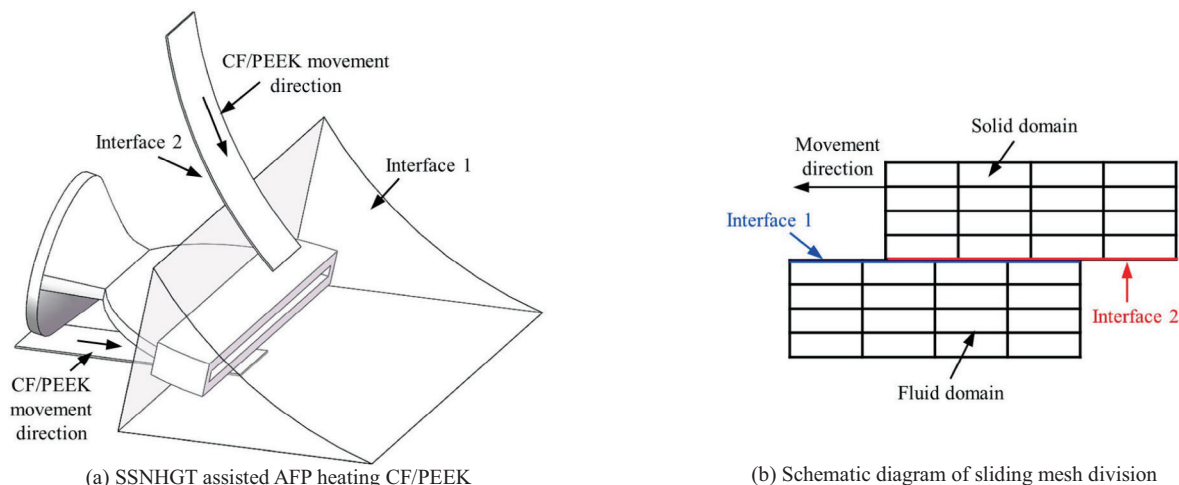 CF/PEEK movement
direction
Interface 2
Interface 1
CF/PEEK
movement
direction
(a) SSNHGT assisted AFP heating CF/PEEK
Solid domain
Movement
direction
Interface 1
Interface 2
Fluid domain
(b) Schematic diagram of sliding mesh division